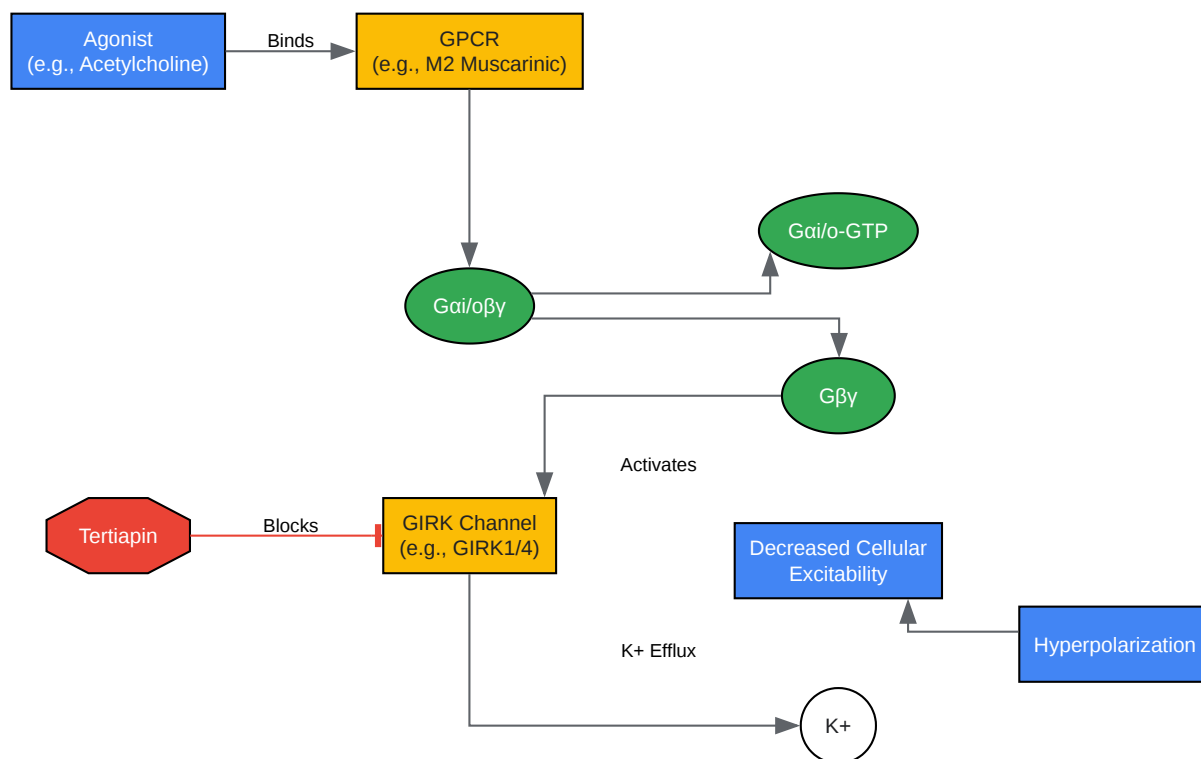 Agonist
(e.g., Acetylcholine)
Binds
GPCR
(e.g., M2 Muscarinic)
Gαi/o-GTP
Gαi/oβγ
Gβγ
Activates
Tertiapin
Blocks
GIRK Channel
(e.g., GIRK1/4)
Decreased Cellular
Excitability
Hyperpolarization
K+ Efflux
K+